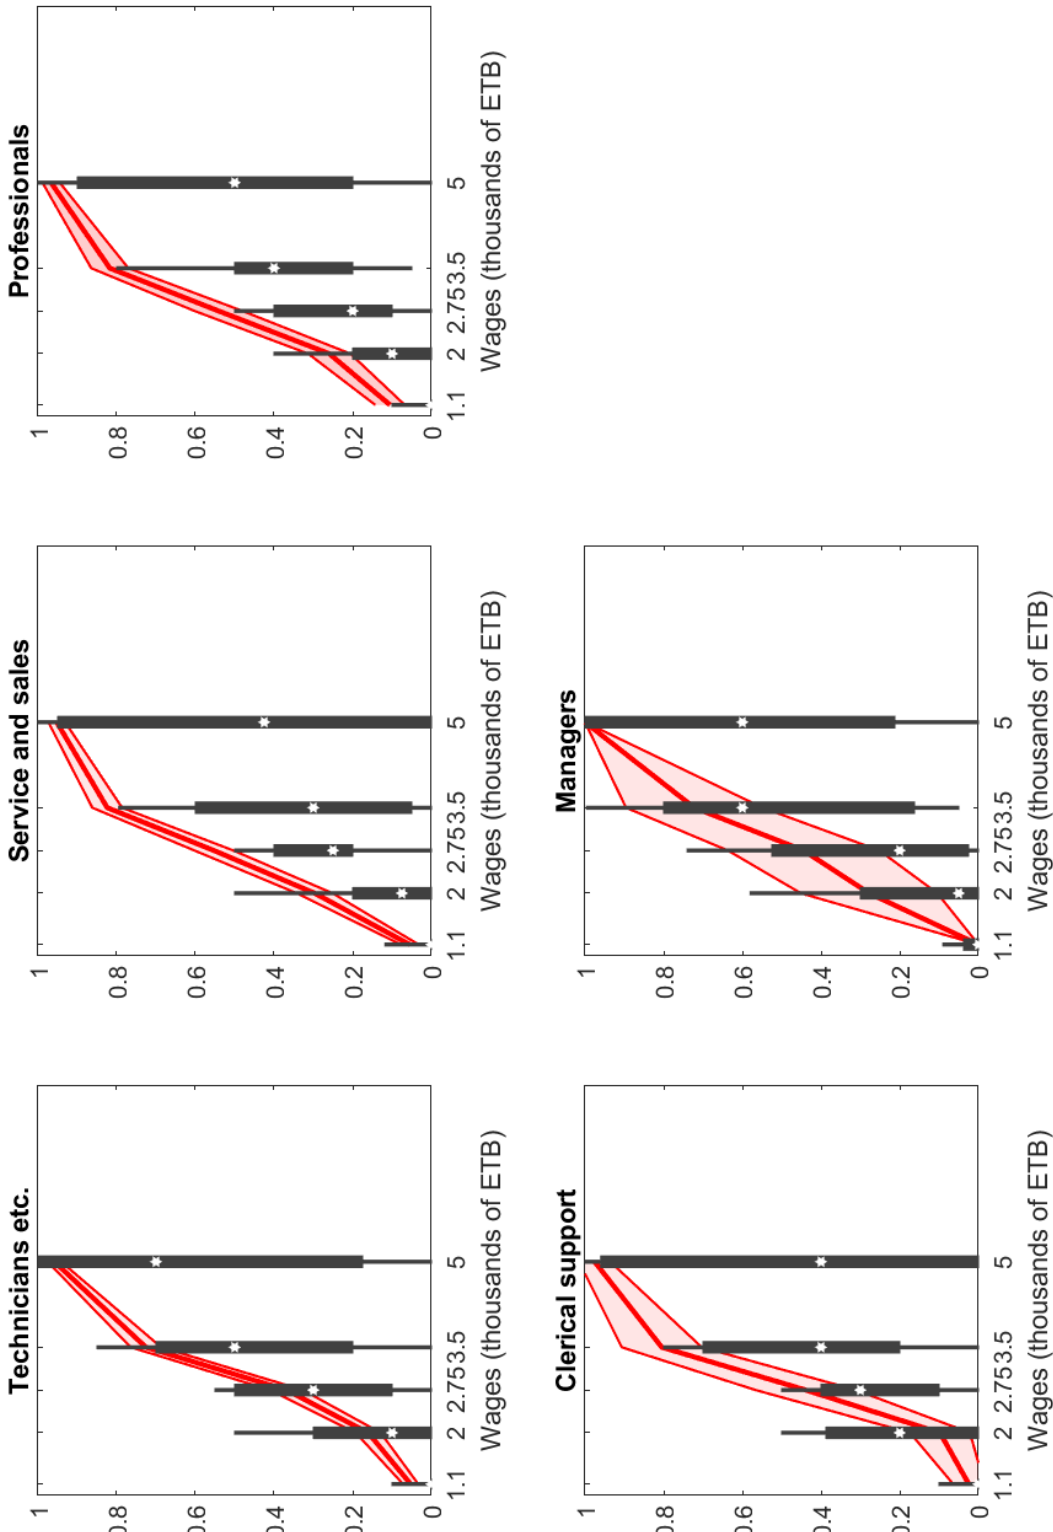 Technicians etc.
1
0.8
0.6
0.4
0.2
0
1.1 2 2.75 3.5 5
Wages (thousands of ETB)
Service and sales
1
0.8
0.6
0.4
0.2
0
1.1 2 2.75 3.5 5
Wages (thousands of ETB)
Professionals
1
0.8
0.6
0.4
0.2
0
1.1 2 2.75 3.5 5
Wages (thousands of ETB)
Clerical support
1
0.8
0.6
0.4
0.2
0
1.1 2 2.75 3.5 5
Wages (thousands of ETB)
Managers
1
0.8
0.6
0.4
0.2
0
1.1 2 2.75 3.5 5
Wages (thousands of ETB)